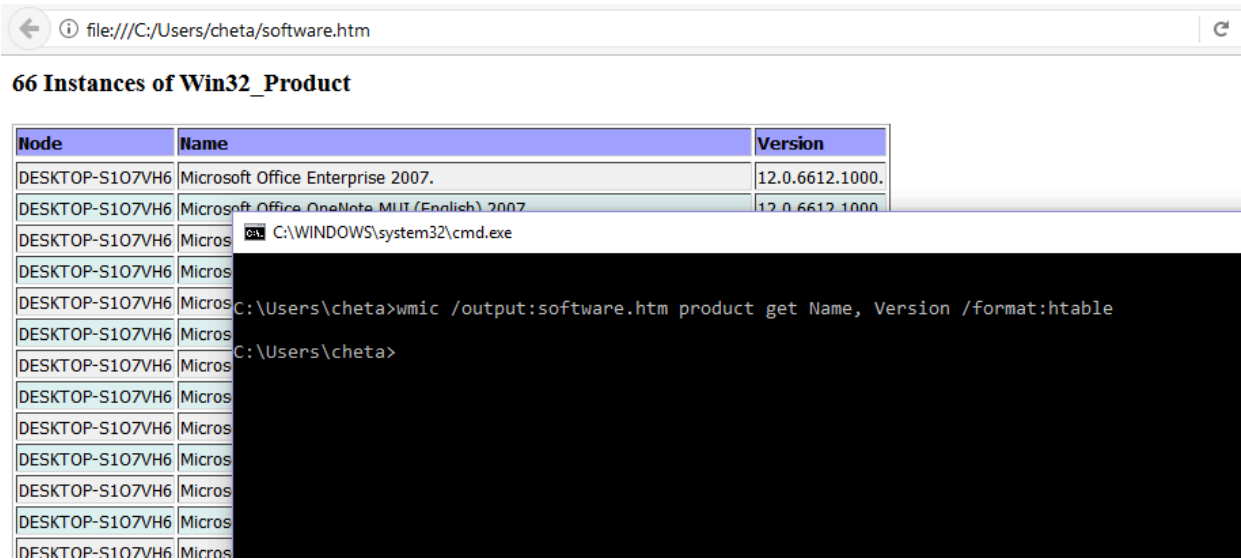 file:///C:/Users/cheta/software.htm
66 Instances of Win32_Product
Node Name Version
DESKTOP-S1O7VH6 Microsoft Office Enterprise 2007. 12.0.6612.1000.
DESKTOP-S1O7VH6 Microsoft Office OneNote MUI (English) 2007 12.0.6612.1000
DESKTOP-S1O7VH6 Micros
DESKTOP-S1O7VH6 Micros
DESKTOP-S1O7VH6 Micros
DESKTOP-S1O7VH6 Micros
DESKTOP-S1O7VH6 Micros
DESKTOP-S1O7VH6 Micros
DESKTOP-S1O7VH6 Micros
DESKTOP-S1O7VH6 Micros
DESKTOP-S1O7VH6 Micros
DESKTOP-S1O7VH6 Micros
DESKTOP-S1O7VH6 Micros
C:\WINDOWS\system32\cmd.exe
C:\Users\cheta>wmic /output:software.htm product get Name, Version /format:htable
C:\Users\cheta>